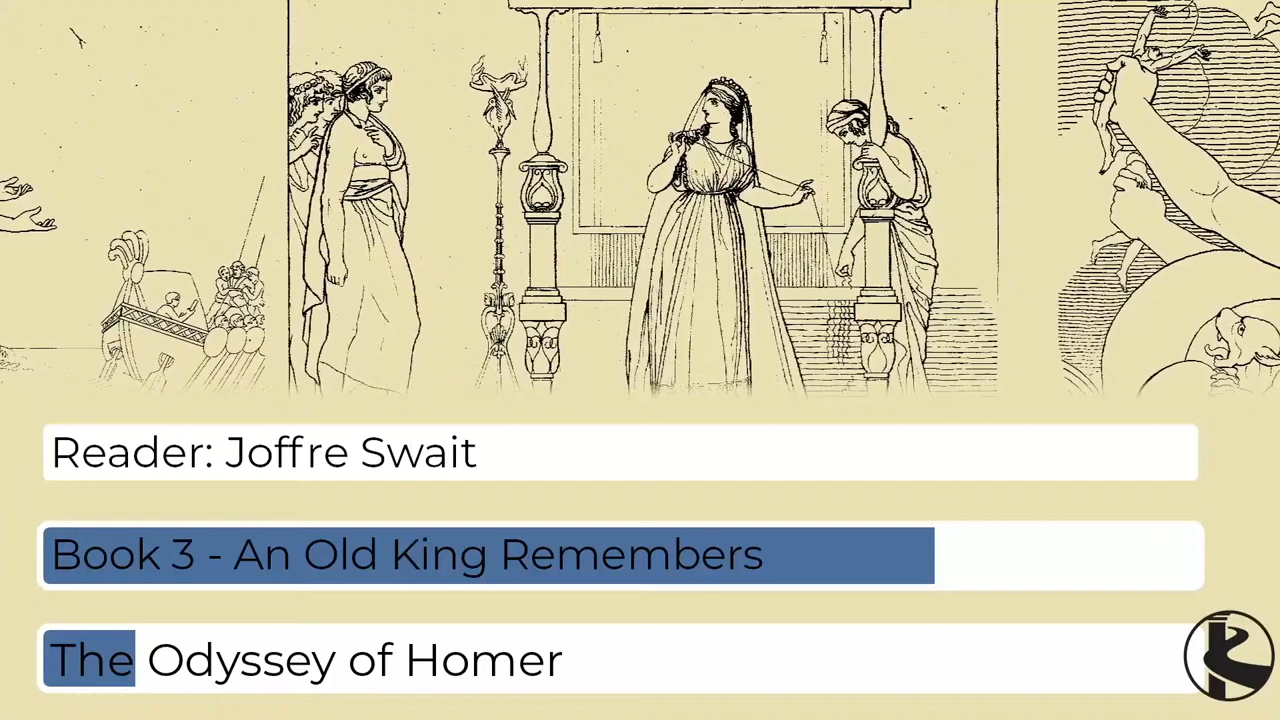 Reader: Joffre Swait
Book 3 - An Old King Remembers
The Odyssey of Homer